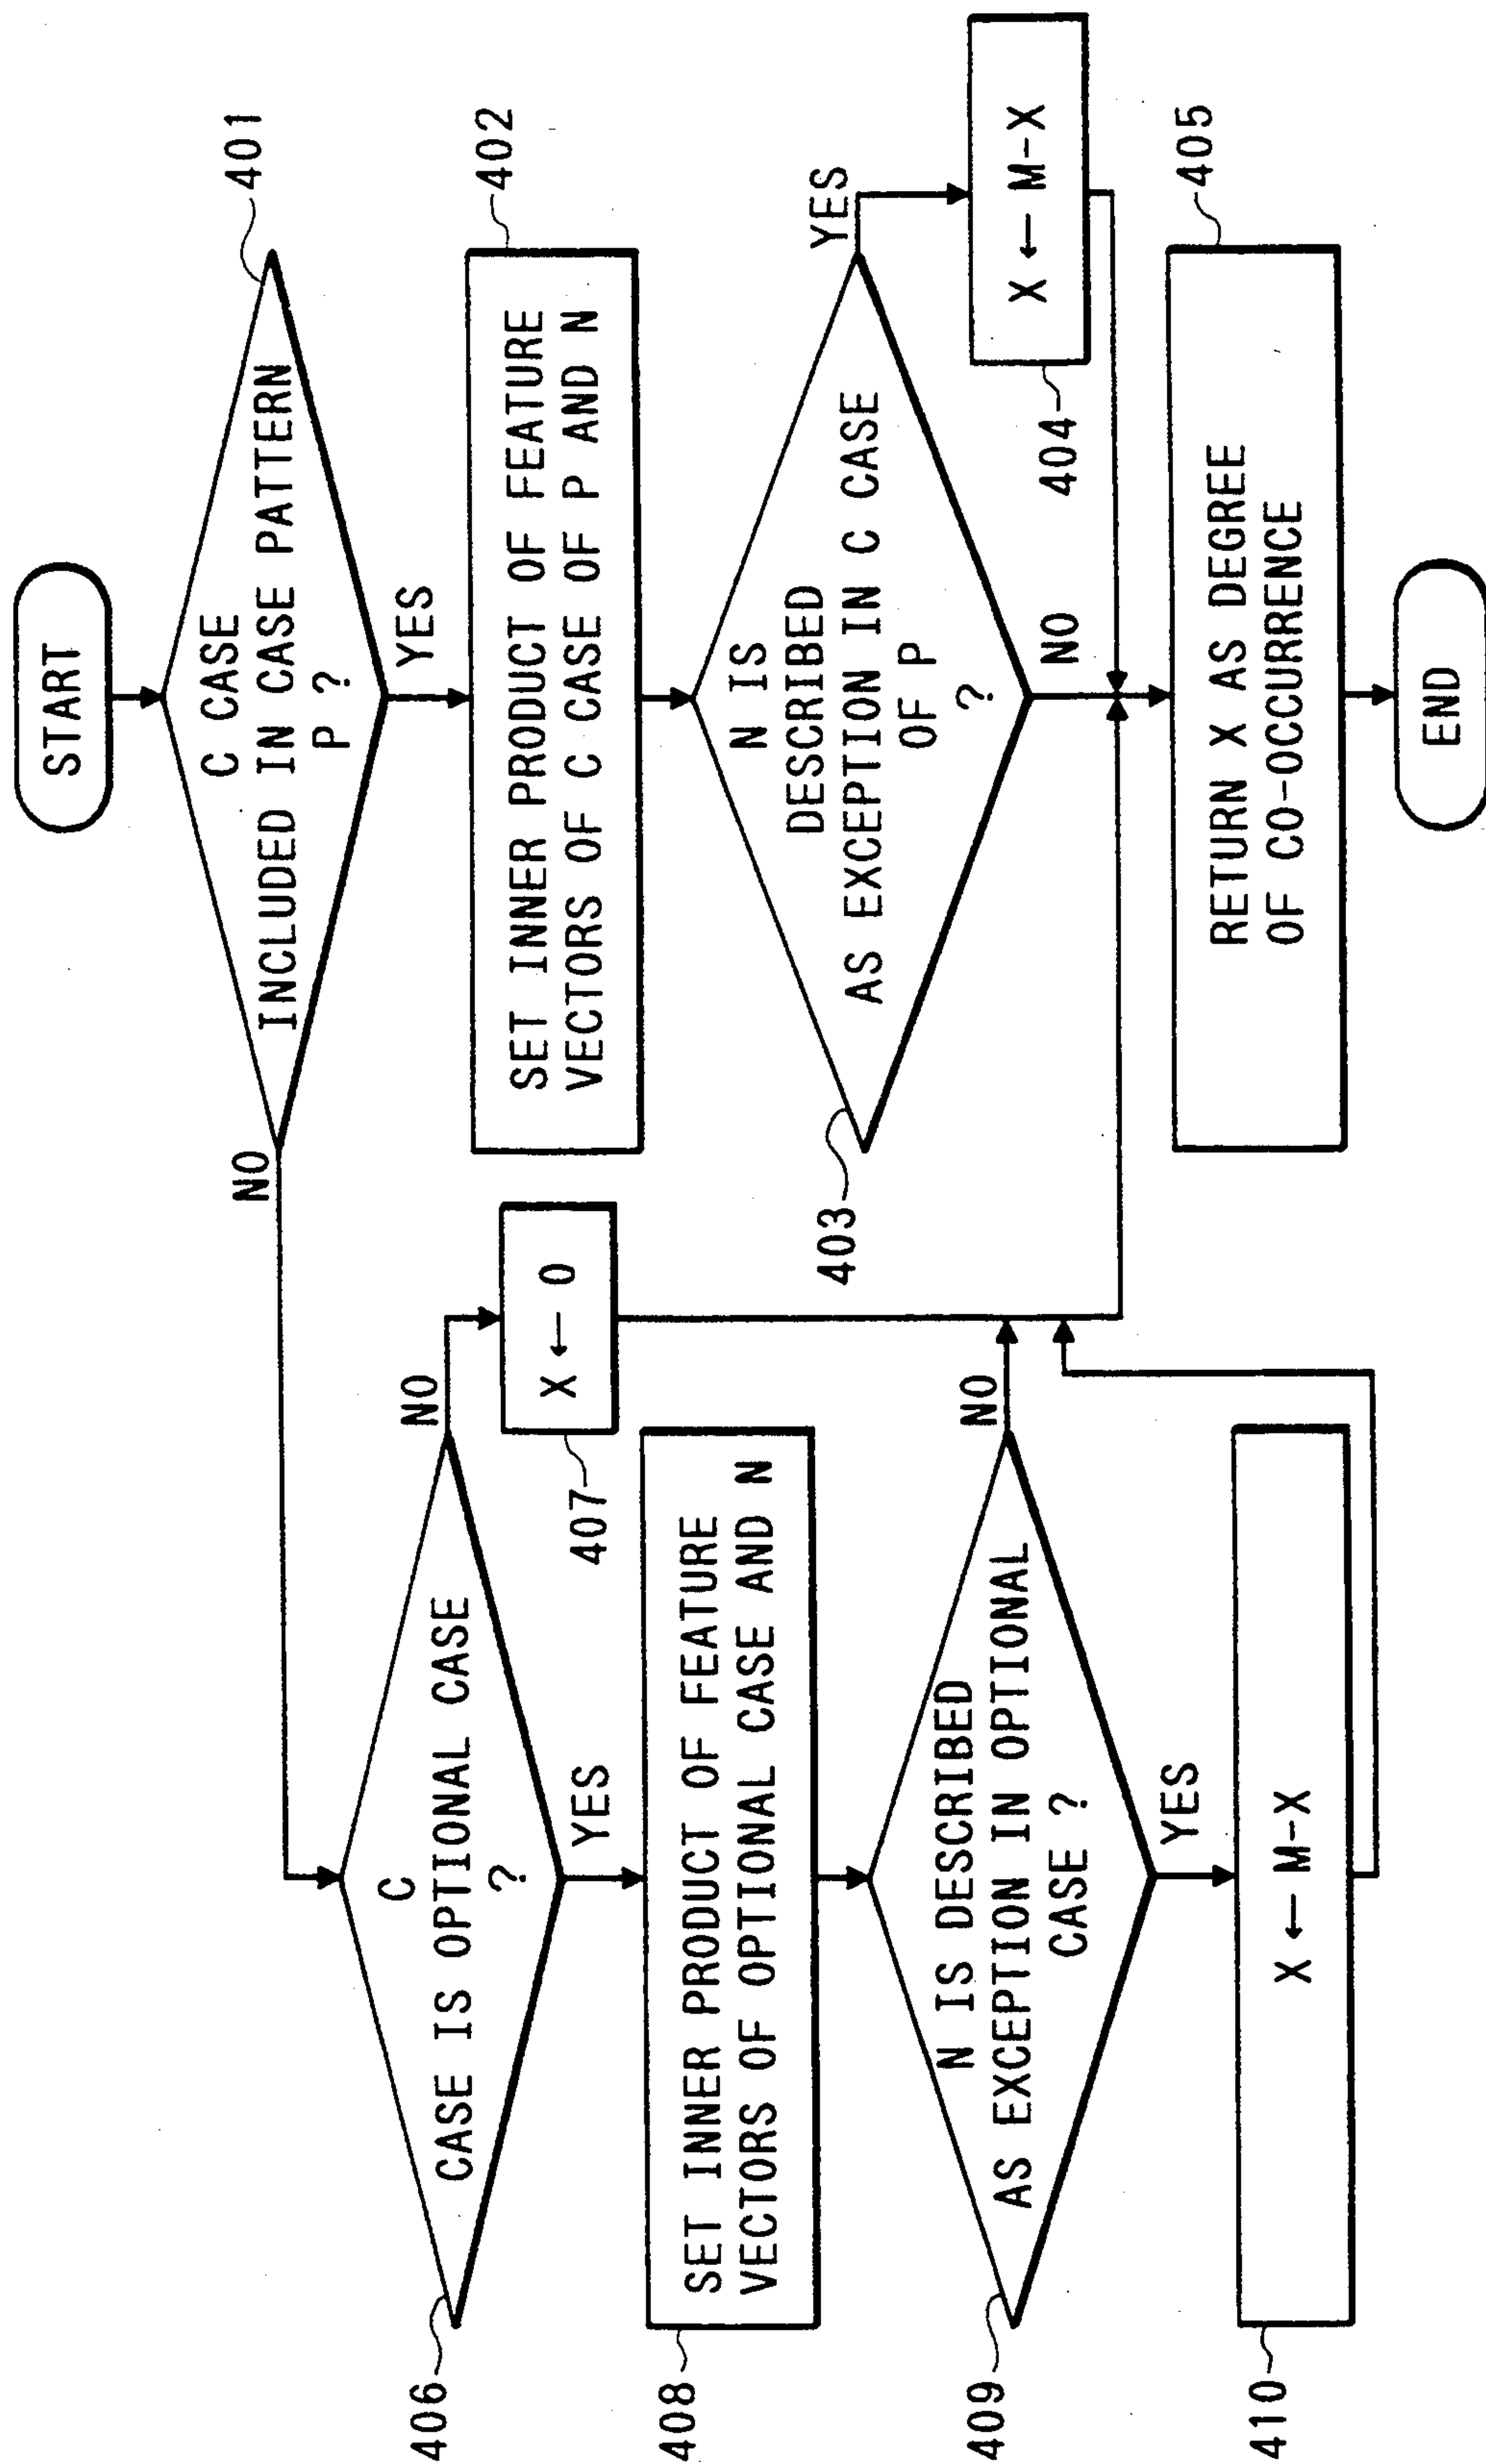 START
C CASE
INCLUDED IN CASE PATTERN
P ?
401
NO
YES
SET INNER PRODUCT OF FEATURE
VECTORS OF C CASE OF P AND N
402
N IS
DESCRIBED
AS EXCEPTION IN C CASE
OF P
?
403
YES
NO
X ← M-X
404
RETURN X AS DEGREE
OF CO-OCCURRENCE
405
END
C
CASE IS OPTIONAL CASE
?
406
NO
YES
X ← 0
407
SET INNER PRODUCT OF FEATURE
VECTORS OF OPTIONAL CASE AND N
408
N IS DESCRIBED
AS EXCEPTION IN OPTIONAL
CASE ?
409
NO
YES
X ← M-X
410